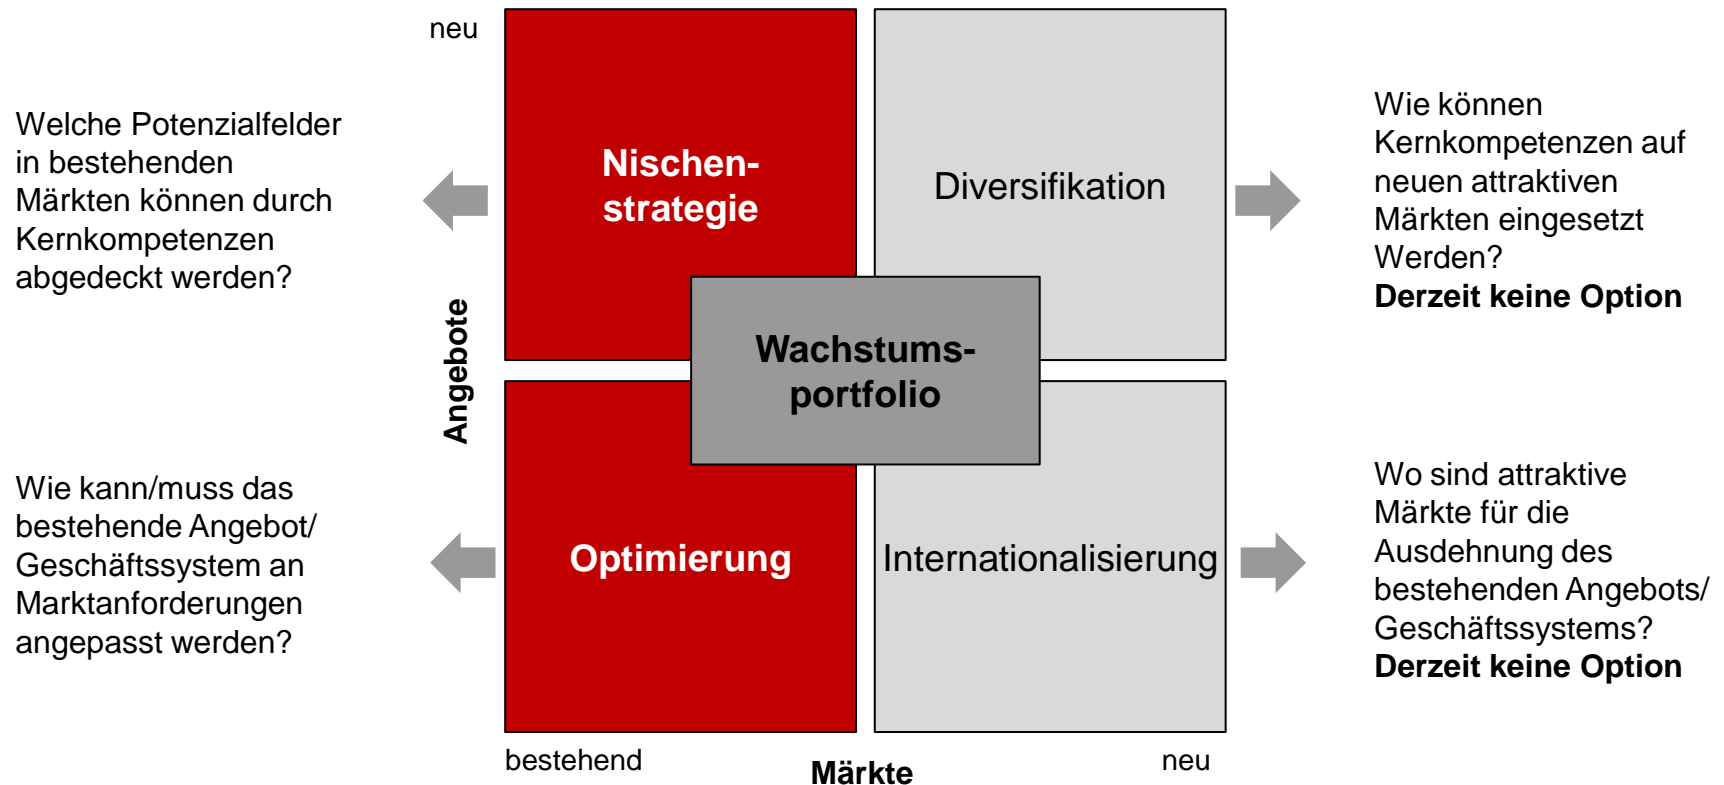 neu
Welche Potenzialfelder
in bestehenden
Märkten können durch
Kernkompetenzen
abgedeckt werden?
Nischen-
strategie
Diversifikation
Wie können
Kernkompetenzen auf
neuen attraktiven
Märkten eingesetzt
Werden?
Derzeit keine Option
Angebote
Wachstums-
portfolio
Wie kann/muss das
bestehende Angebot/
Geschäftssystem an
Marktanforderungen
angepasst werden?
Optimierung
Internationalisierung
Wo sind attraktive
Märkte für die
Ausdehnung des
bestehenden Angebots/
Geschäftssystems?
Derzeit keine Option
bestehend
Märkte
neu